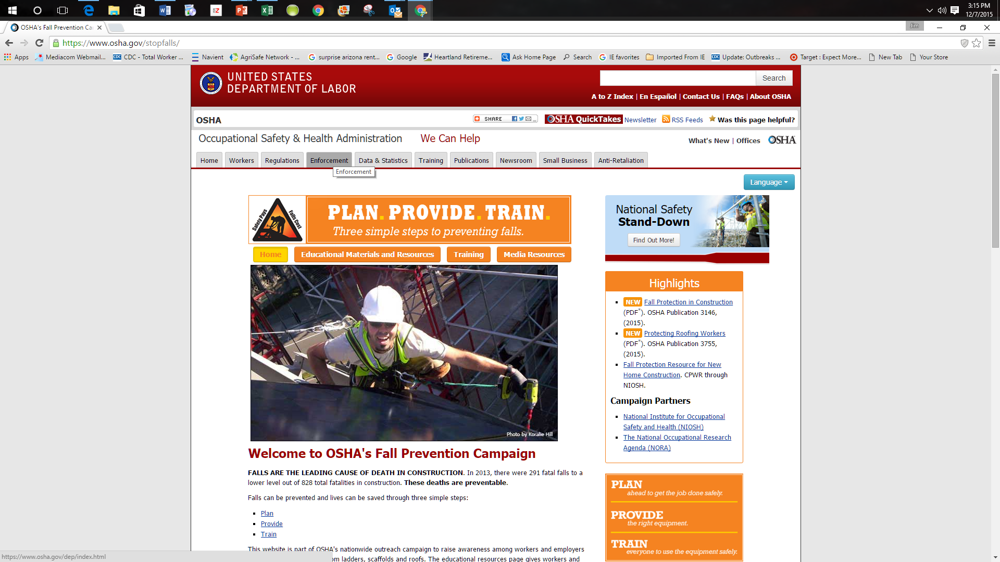 3:15 PM
12/7/2015
OSHA's Fall Prevention Ca
Jim
https://www.osha.gov/stopfalls/
Apps
Mediacom Webmail...
CDC - Total Worker ...
Navient
AgriSafe Network - ...
surprise arizona rent...
Google
Heartland Retireme...
Ask Home Page
Search
IE favorites
Imported From IE
Update: Outbreaks ...
Target : Expect More...
New Tab
Your Store
UNITED STATES
DEPARTMENT OF LABOR
Search
A to Z Index | En Español | Contact Us | FAQs | About OSHA
OSHA
SHARE
OSHA QuickTakes Newsletter
RSS Feeds
Was this page helpful?
Occupational Safety & Health Administration We Can Help
What's New | Offices
OSHA
Home
Workers
Regulations
Enforcement
Data & Statistics
Training
Publications
Newsroom
Small Business
Anti-Retaliation
Enforcement
Language
Safety Pays
Falls Cost
PLAN. PROVIDE. TRAIN.
Three simple steps to preventing falls.
Home
Educational Materials and Resources
Training
Media Resources
Photo by Koralie Hill
Welcome to OSHA's Fall Prevention Campaign
FALLS ARE THE LEADING CAUSE OF DEATH IN CONSTRUCTION. In 2013, there were 291 fatal falls to a
lower level out of 828 total fatalities in construction. These deaths are preventable.
Falls can be prevented and lives can be saved through three simple steps:
Plan
Provide
Train
This website is part of OSHA's nationwide outreach campaign to raise awareness among workers and employers
om ladders, scaffolds and roofs. The educational resources page gives workers and
National Safety
Stand-Down
Find Out More!
Highlights
NEW Fall Protection in Construction
(PDF*). OSHA Publication 3146,
(2015).
NEW Protecting Roofing Workers
(PDF*). OSHA Publication 3755,
(2015).
Fall Protection Resource for New
Home Construction. CPWR through
NIOSH.
Campaign Partners
National Institute for Occupational
Safety and Health (NIOSH)
The National Occupational Research
Agenda (NORA)
PLAN
ahead to get the job done safely.
PROVIDE
the right equipment.
TRAIN
everyone to use the equipment safely.
https://www.osha.gov/dep/index.html